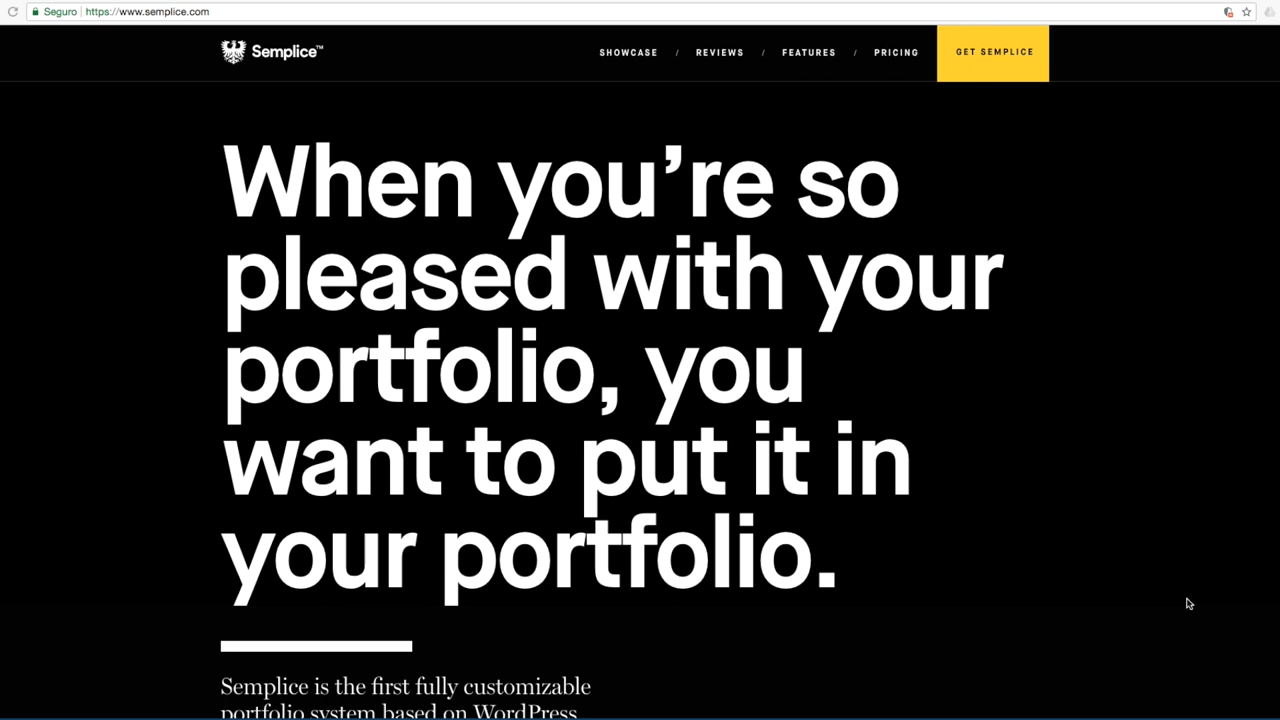 Seguro https://www.semplice.com
Semplice™ SHOWCASE / REVIEWS / FEATURES / PRICING GET SEMPLICE
When you’re so
pleased with your
portfolio, you
want to put it in
your portfolio.
Semplice is the first fully customizable
portfolio system based on WordPress